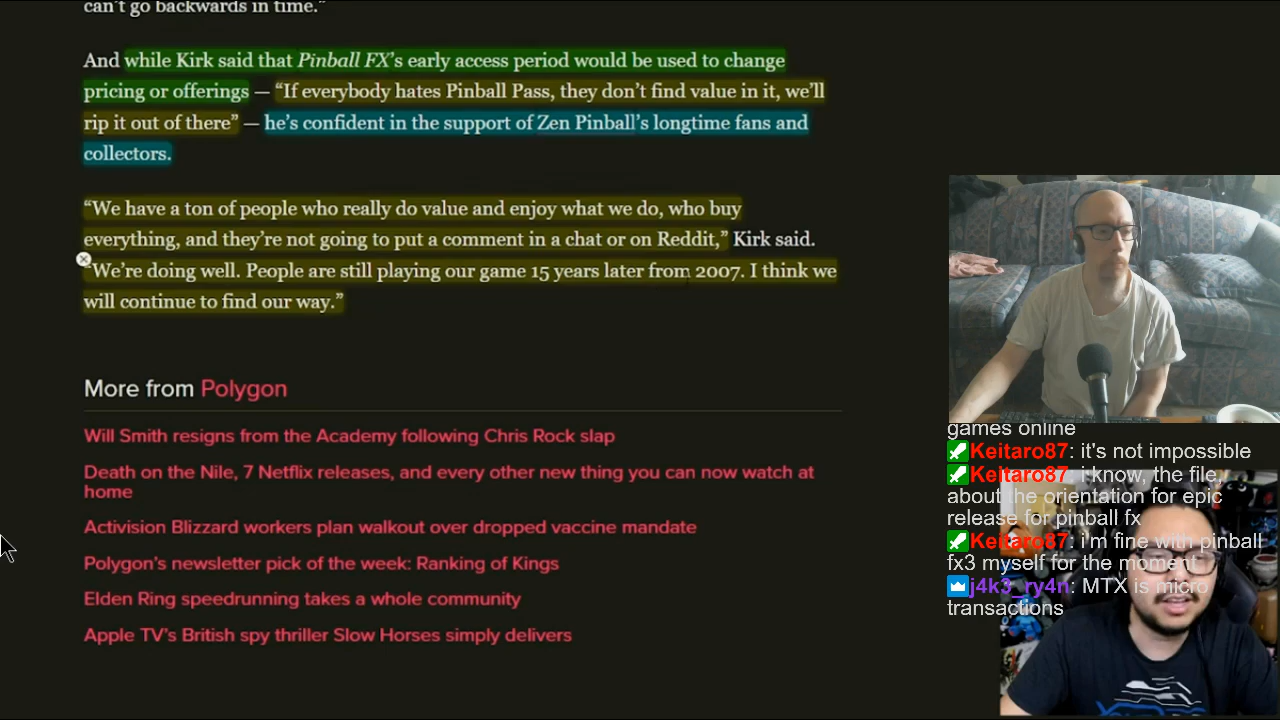 can't go backwards in time.”
And while Kirk said that Pinball FX's early access period would be used to change
pricing or offerings — “If everybody hates Pinball Pass, they don't find value in it, we'll
rip it out of there” — he's confident in the support of Zen Pinball's longtime fans and
collectors.
“We have a ton of people who really do value and enjoy what we do, who buy
everything, and they're not going to put a comment in a chat or on Reddit,” Kirk said.
“We're doing well. People are still playing our game 15 years later from 2007. I think we
will continue to find our way.”
More from Polygon
Will Smith resigns from the Academy following Chris Rock slap
Death on the Nile, 7 Netflix releases, and every other new thing you can now watch at
home
Activision Blizzard workers plan walkout over dropped vaccine mandate
Polygon's newsletter pick of the week: Ranking of Kings
Elden Ring speedrunning takes a whole community
Apple TV's British spy thriller Slow Horses simply delivers
games online
Keitaro87: it's not impossible
Keitaro87: i know, the file,
about the orientation for epic
release for pinball fx
Keitaro87: i'm fine with pinball
fx3 myself for the moment
j4k3_ry4n: MTX is micro
transactions